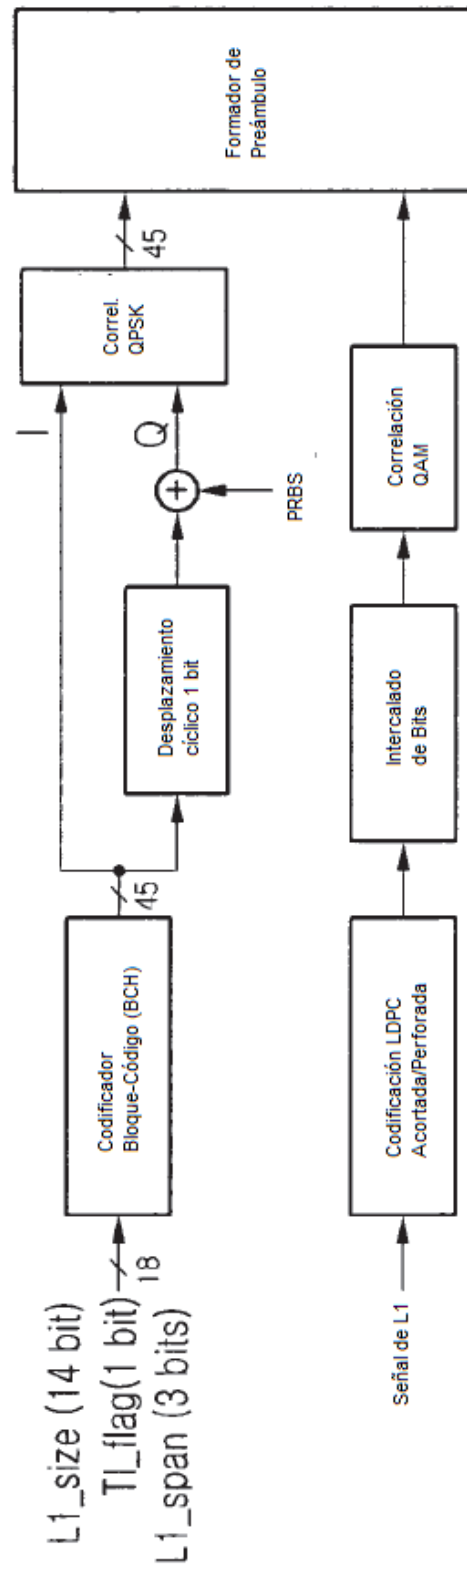 L1_size (14 bit)
TI_flag(1 bit)
L1_span (3 bits)
18
Codificador
Bloque-Código (BCH)
45
Desplazamiento
cíclico 1 bit
PRBS
I
Q
Correl.
QPSK
45
Formador de
Preámbulo
Señal de L1
Codificación LDPC
Acortada/Perforada
Intercalado
de Bits
Correlación
QAM